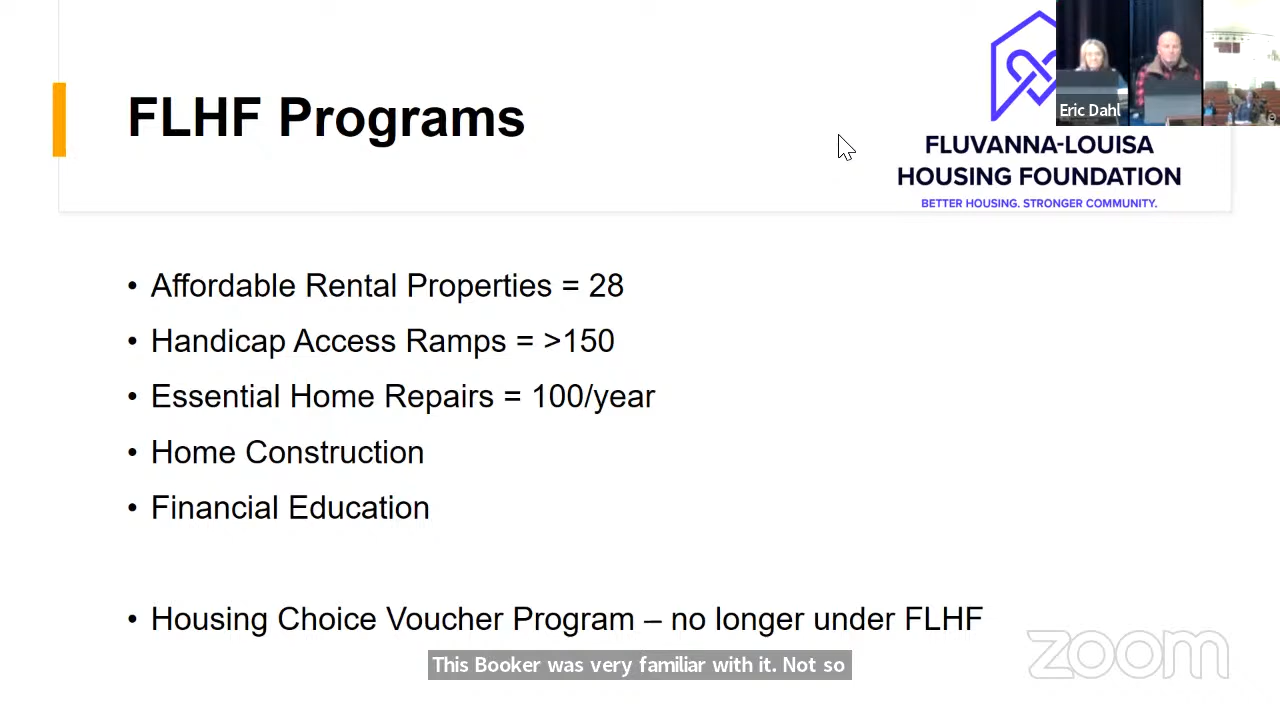 FLHF Programs
Eric Dahl
FLUVANNA-LOUISA
HOUSING FOUNDATION
BETTER HOUSING. STRONGER COMMUNITY.
• Affordable Rental Properties = 28
• Handicap Access Ramps = >150
• Essential Home Repairs = 100/year
• Home Construction
• Financial Education
• Housing Choice Voucher Program – no longer under FLHF
This Booker was very familiar with it. Not so
zoom